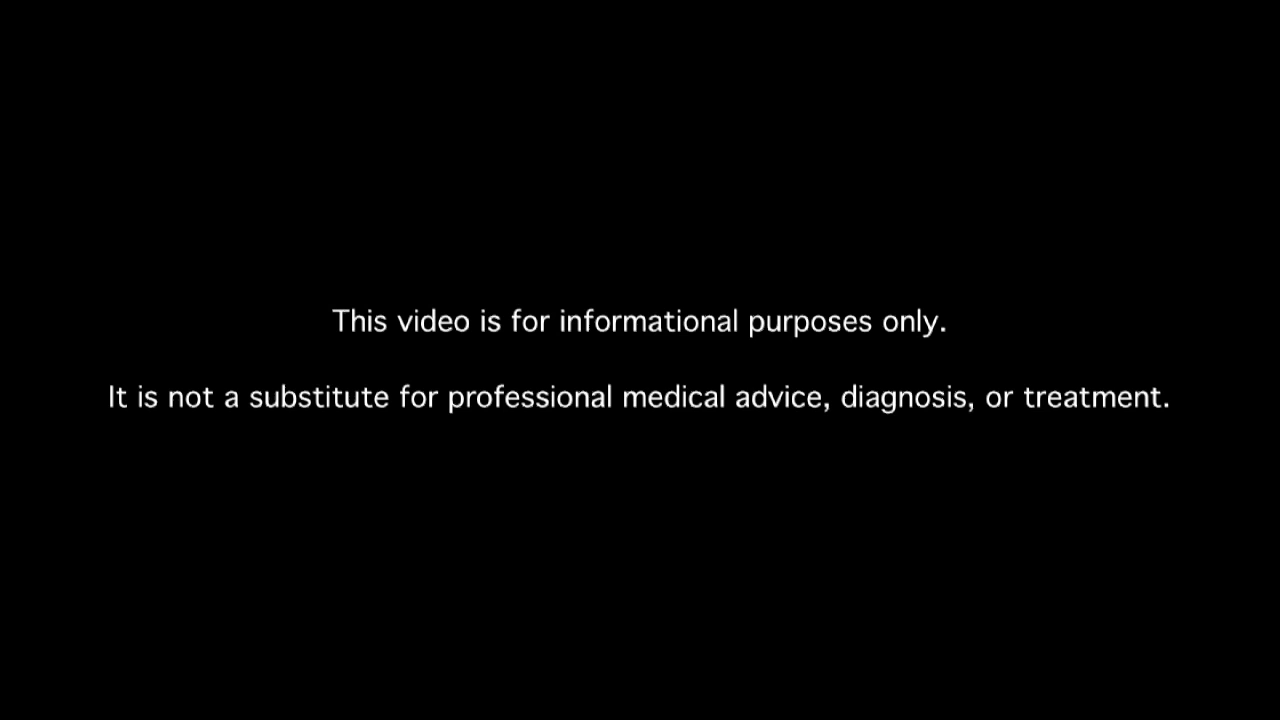 This video is for informational purposes only.
It is not a substitute for professional medical advice, diagnosis, or treatment.